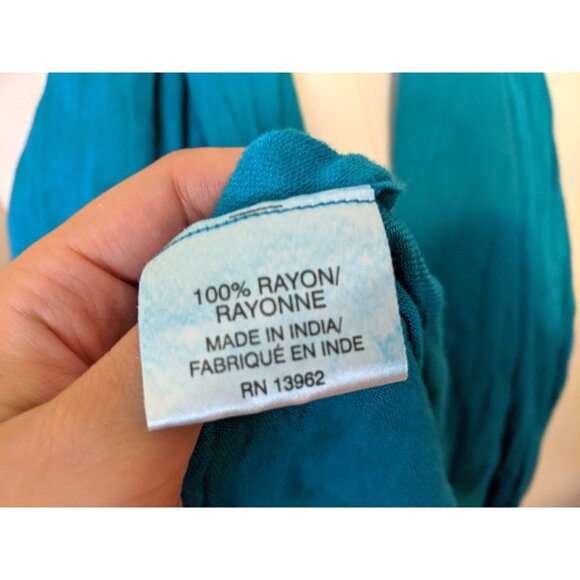 100% RAYON/
RAYONNE
MADE IN INDIA/
FABRIQUÉ EN INDE
RN 13962